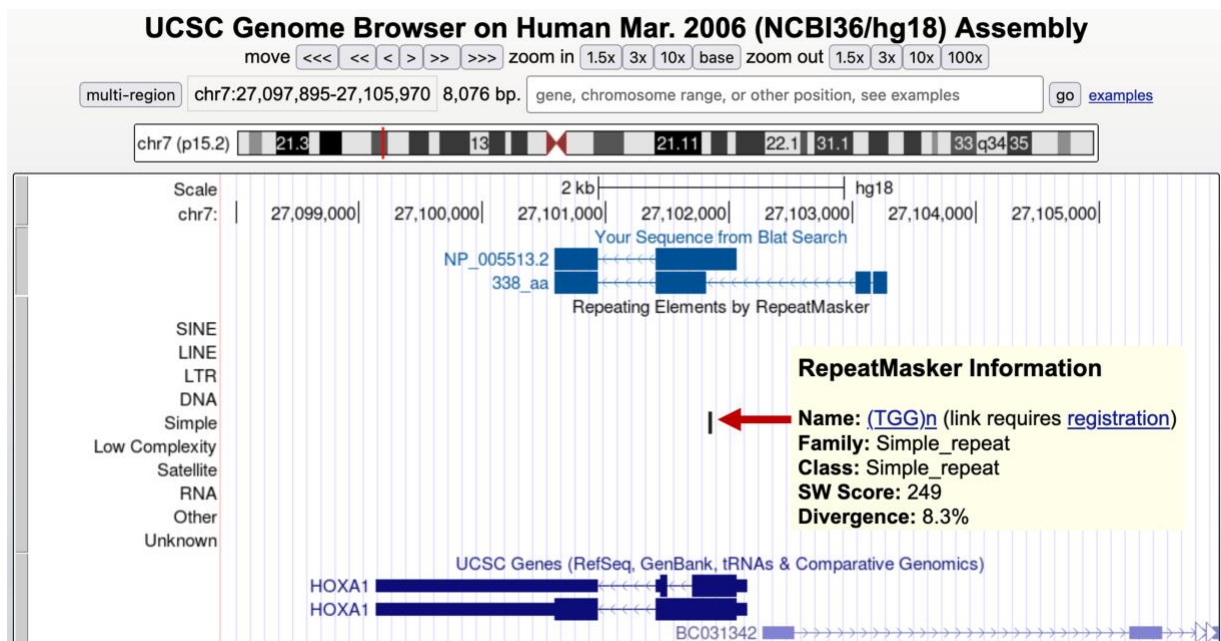 UCSC Genome Browser on Human Mar. 2006 (NCBI36/hg18) Assembly
move <<< << < > >> >>> zoom in 1.5x 3x 10x base zoom out 1.5x 3x 10x 100x
multi-region chr7:27,097,895-27,105,970 8,076 bp. gene, chromosome range, or other position, see examples go examples
chr7 (p15.2) 21.3 13 21.11 22.1 31.1 33 q34 35
Scale 2 kb hg18
chr7: 27,099,000 27,100,000 27,101,000 27,102,000 27,103,000 27,104,000 27,105,000
Your Sequence from Blat Search
NP_005513.2
338_aa
Repeating Elements by RepeatMasker
SINE
LINE
LTR
DNA
Simple
Low Complexity
Satellite
RNA
Other
Unknown
RepeatMasker Information
Name: (TGG)n (link requires registration)
Family: Simple_repeat
Class: Simple_repeat
SW Score: 249
Divergence: 8.3%
UCSC Genes (RefSeq, GenBank, tRNAs & Comparative Genomics)
HOXA1
HOXA1
BC031342